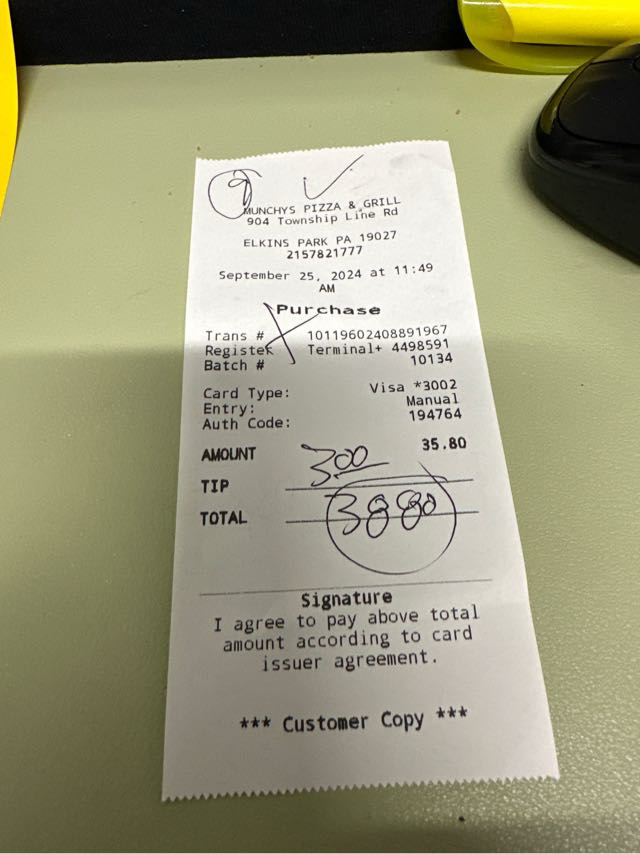 MUNCHYS PIZZA & GRILL
904 Township Line Rd
ELKINS PARK PA 19027
2157821777
September 25, 2024 at 11:49
AM
Purchase
Trans # 10119602408891967
Register Terminal+ 4498591
Batch # 10134
Card Type: Visa *3002
Entry: Manual
Auth Code: 194764
AMOUNT 35.80
TIP 3.00
TOTAL 38.80
Signature
I agree to pay above total
amount according to card
issuer agreement.
*** Customer Copy ***